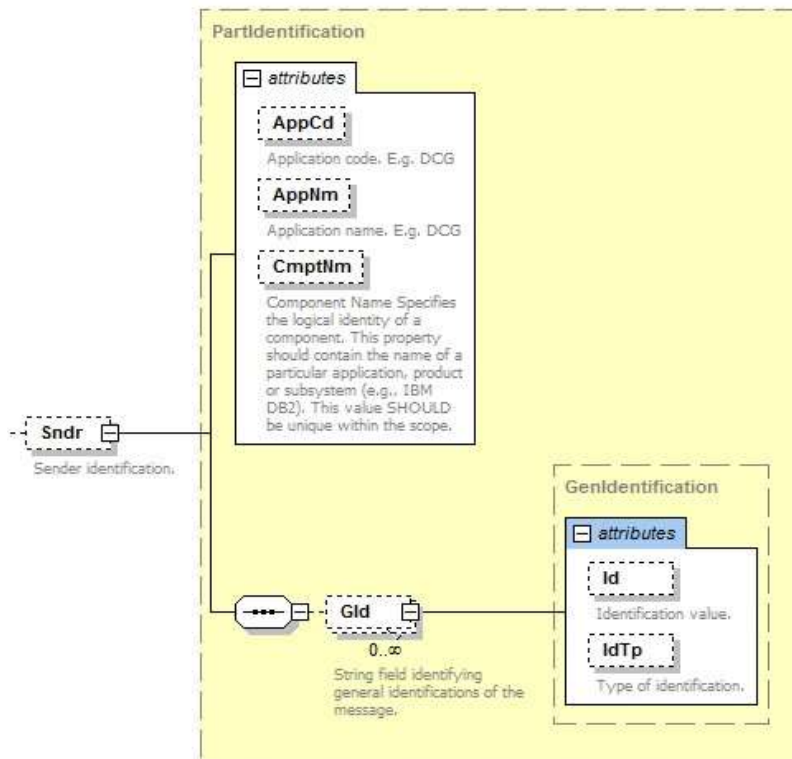 PartIdentification
attributes
AppCd
Application code. E.g. DCG
AppNm
Application name. E.g. DCG
CmptNm
Component Name Specifies
the logical identity of a
component. This property
should contain the name of a
particular application, product
or subsystem (e.g., IBM
DB2). This value SHOULD
be unique within the scope.
Sndr
Sender identification.
GId
0..∞
String field identifying
general identifications of the
message.
GenIdentification
attributes
Id
Identification value.
IdTp
Type of identification.